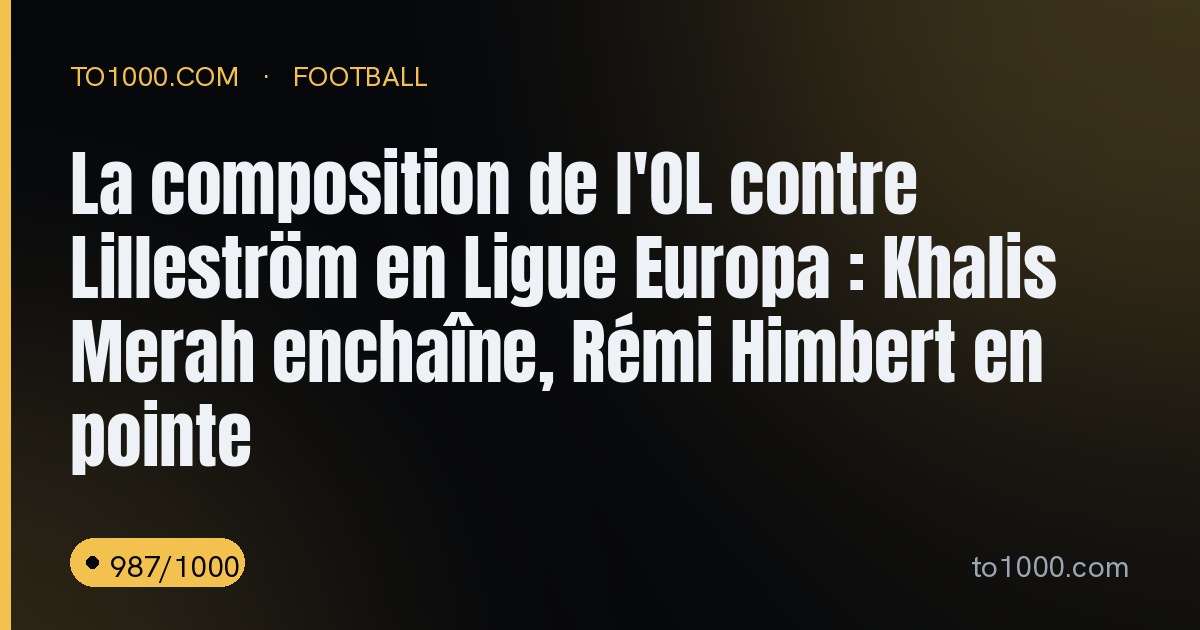 TO1000.COM · FOOTBALL
La composition de l'OL contre
Lilleström en Ligue Europa : Khalis
Merah enchaîne, Rémi Himbert en
pointe
987/1000
to1000.com